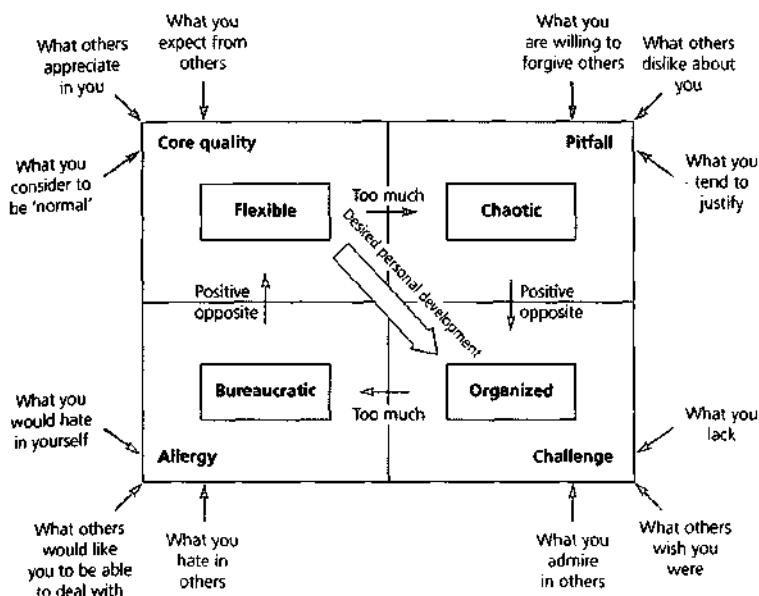 What others
appreciate
in you
What you
expect from
others
What you
are willing to
forgive others
What others
dislike about
you
What you
consider to
be 'normal'
Core quality
Pitfall
What you
tend to
justify
Flexible
Too much
Chaotic
Desired personal development
Positive
opposite
Positive
opposite
Bureaucratic
Too much
Organized
What you
would hate
in yourself
Allergy
Challenge
What you
lack
What others
would like
you to be able
to deal with
What you
hate in
others
What you
admire
in others
What others
wish you
were